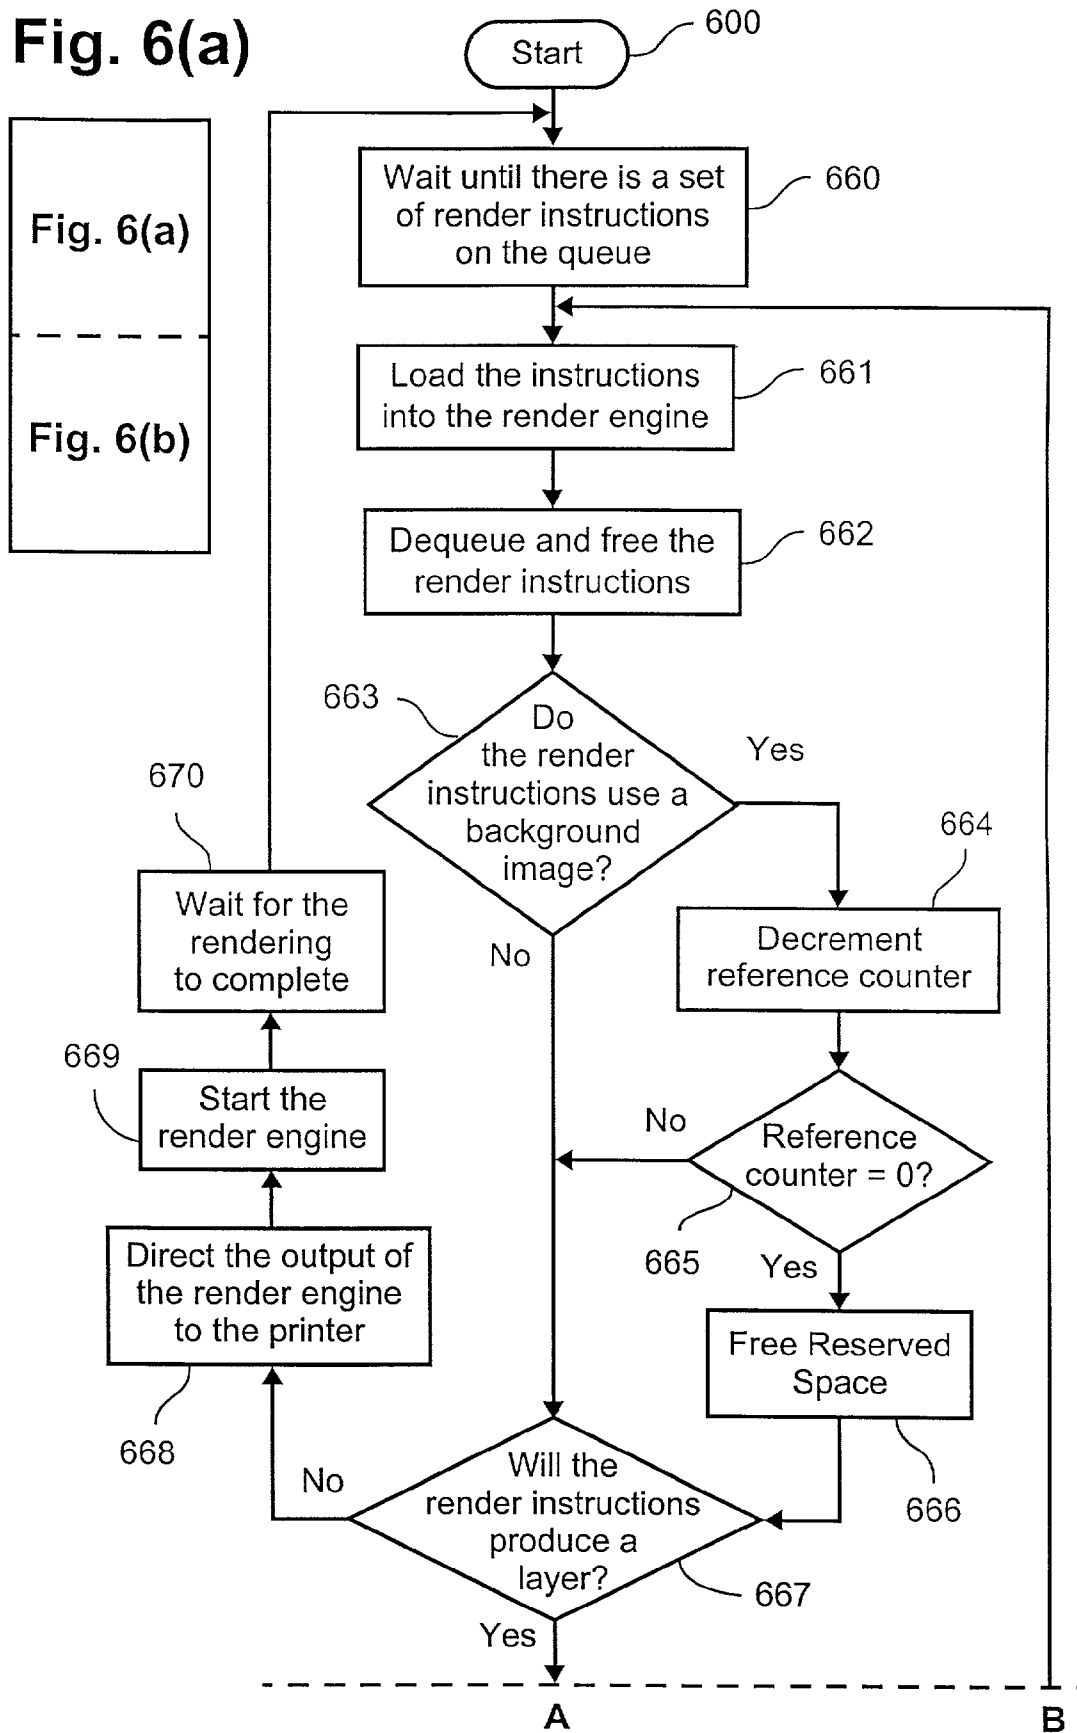 Fig. 6(a)
600
Start
Fig. 6(a)
Fig. 6(b)
Wait until there is a set
of render instructions
on the queue
660
Load the instructions
into the render engine
661
Dequeue and free the
render instructions
662
663
Do
the render
instructions use a
background
image?
Yes
No
664
Decrement
reference counter
670
Wait for the
rendering
to complete
669
Start the
render engine
No
Reference
counter = 0?
665
Yes
Direct the output of
the render engine
to the printer
668
Free Reserved
Space
666
No
Will the
render instructions
produce a
layer?
667
Yes
A
B